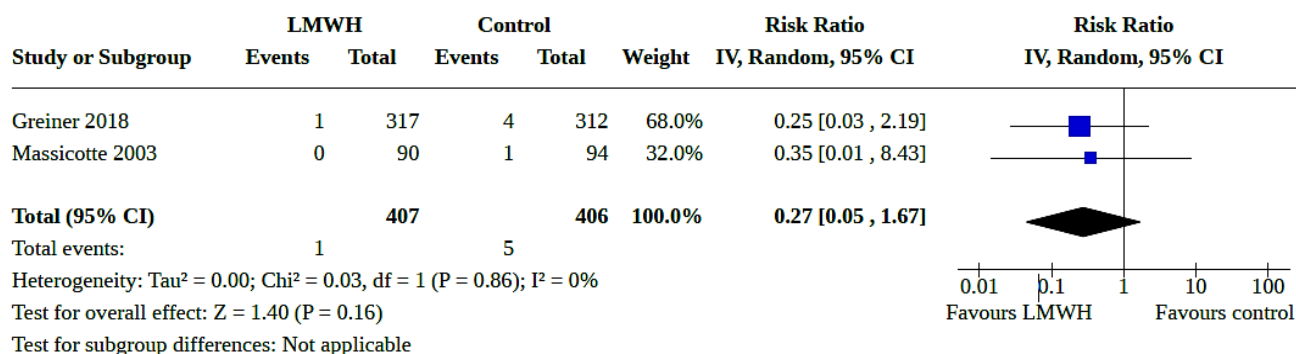 LMWH Control Risk Ratio Risk Ratio
Study or Subgroup Events Total Events Total Weight IV, Random, 95% CI IV, Random, 95% CI
Greiner 2018 1 317 4 312 68.0% 0.25 [0.03 , 2.19]
Massicotte 2003 0 90 1 94 32.0% 0.35 [0.01 , 8.43]
Total (95% CI) 407 406 100.0% 0.27 [0.05 , 1.67]
Total events: 1 5
Heterogeneity: Tau² = 0.00; Chi² = 0.03, df = 1 (P = 0.86); I² = 0%
0.01 0.1 1 10 100
Test for overall effect: Z = 1.40 (P = 0.16) Favours LMWH Favours control
Test for subgroup differences: Not applicable